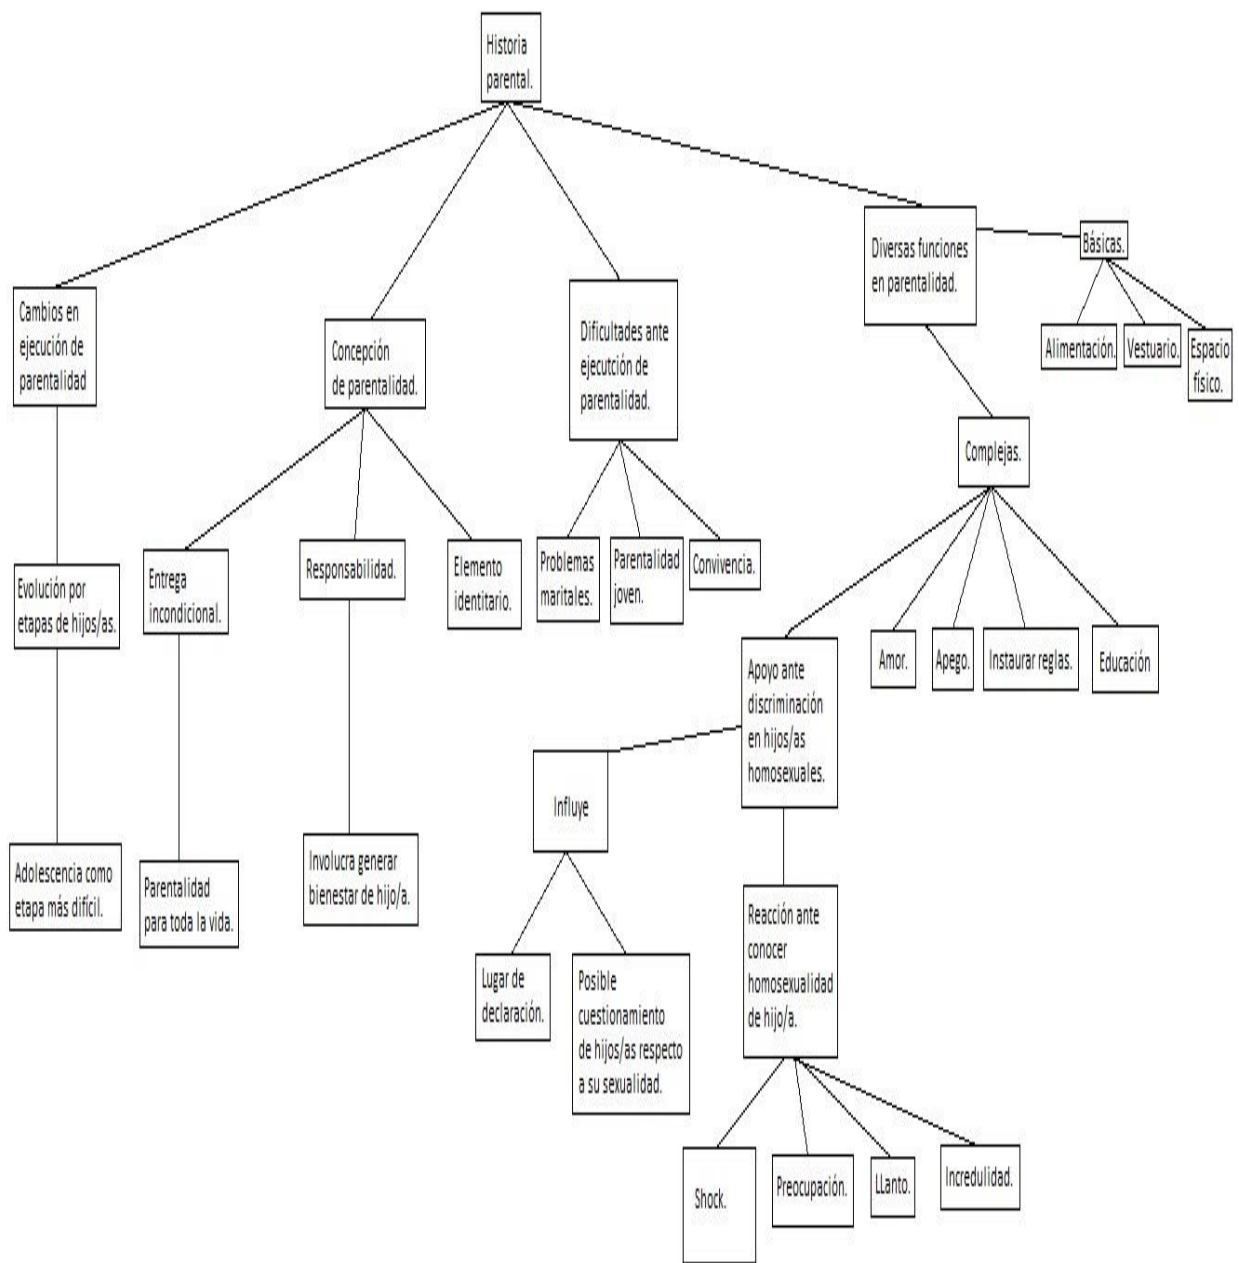 Historia
parental.
Diversas funciones
en parentalidad.
Básicas.
Alimentación.
Vestuario.
Espacio
físico.
Cambios en
ejecución de
parentalidad
Concepción
de parentalidad.
Dificultades ante
ejecutción de
parentalidad.
Complejas.
Evolución por
etapas de hijos/as.
Entrega
incondicional.
Responsabilidad.
Elemento
identitario.
Problemas
maritales.
Parentalidad
joven.
Convivencia.
Apoyo ante
discriminación
en hijos/as
homosexuales.
Amor.
Apego.
Instaurar reglas.
Educación
Influye
Adolescencia como
etapa más difícil.
Parentalidad
para toda la vida.
Involucra generar
bienestar de hijo/a.
Lugar de
declaración.
Posible
cuestionamiento
de hijos/as respecto
a su sexualidad.
Reacción ante
conocer
homosexualidad
de hijo/a.
Shock.
Preocupación.
LLanto.
Incredulidad.